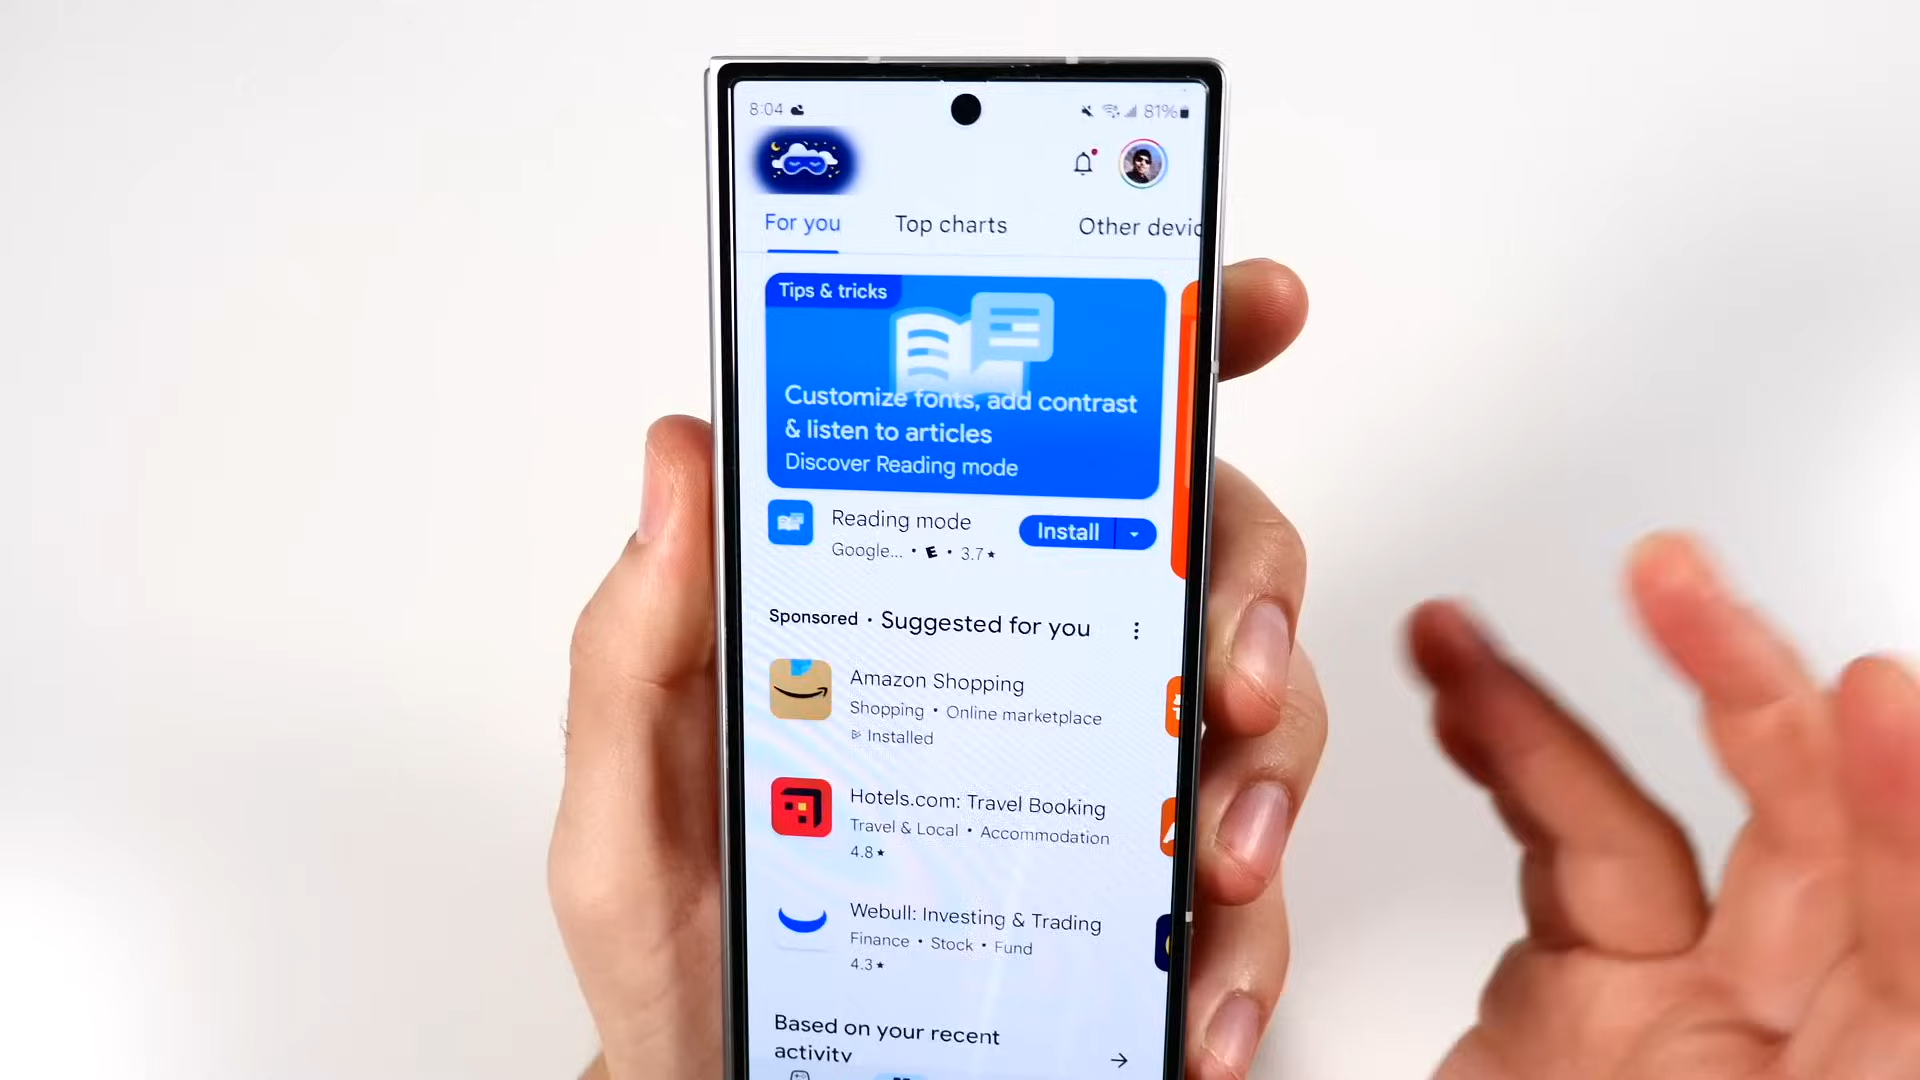 8:04
81%
For you
Top charts
Other devic
Tips & tricks
Customize fonts, add contrast
& listen to articles
Discover Reading mode
Reading mode
Install
Google... • E • 3.7★
Sponsored • Suggested for you
Amazon Shopping
Shopping • Online marketplace
Installed
Hotels.com: Travel Booking
Travel & Local • Accommodation
4.8★
Webull: Investing & Trading
Finance • Stock • Fund
4.3★
Based on your recent
activity